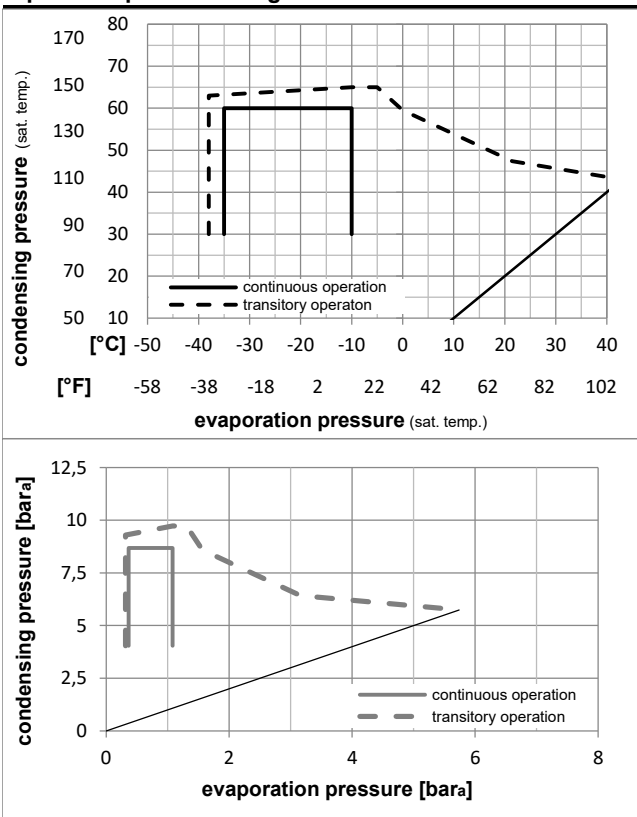 170 80
70
150 60
130 50
110 40
90 30
70 20
50 10
condensing pressure (sat. temp.)
continuous operation
transitory operaton
[°C] -50 -40 -30 -20 -10 0 10 20 30 40
[°F] -58 -38 -18 2 22 42 62 82 102
evaporation pressure (sat. temp.)
12,5
10
7,5
5
2,5
0
condensing pressure [bara]
continuous operation
transitory operation
0 2 4 6 8
evaporation pressure [bara]